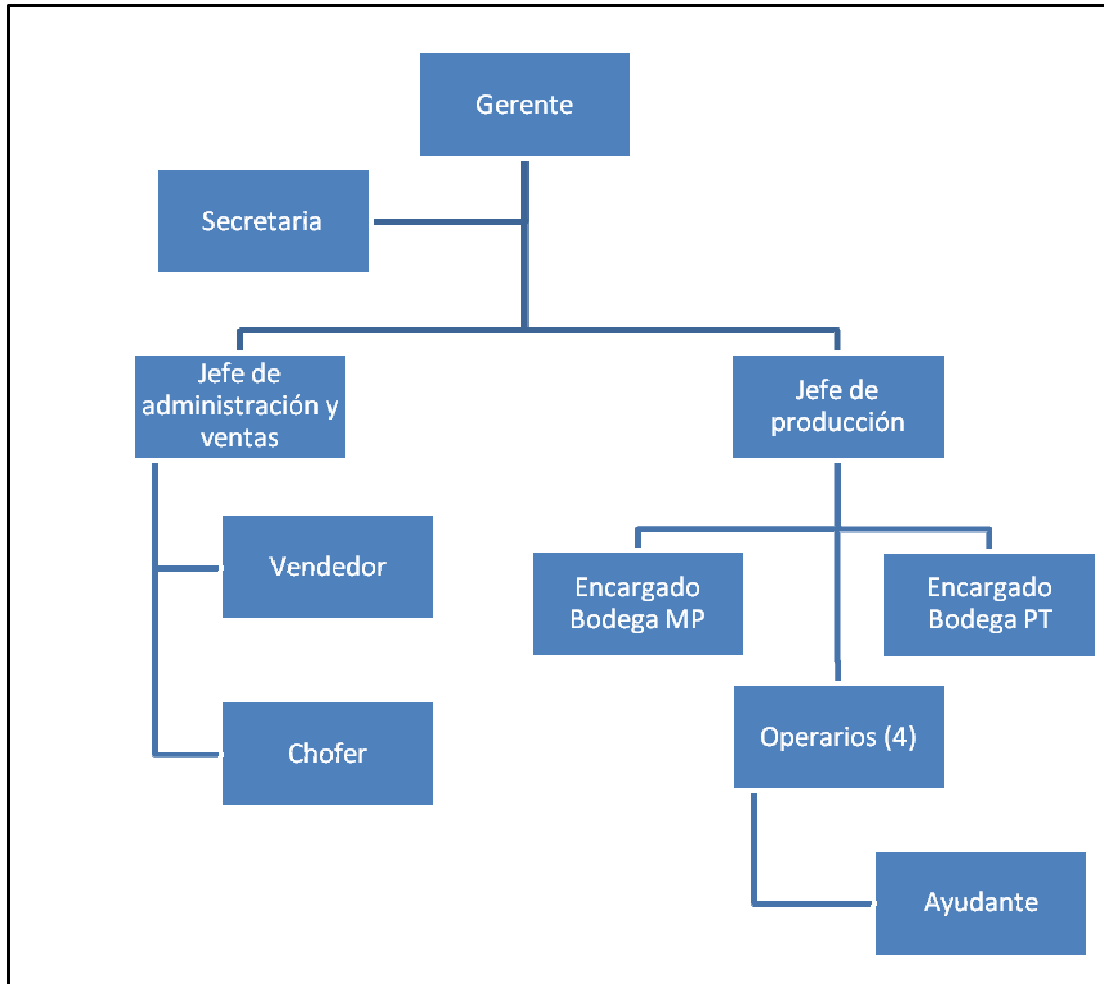 Gerente
Secretaria
Jefe de
administración y
ventas
Jefe de
producción
Vendedor
Encargado
Bodega MP
Encargado
Bodega PT
Chofer
Operarios (4)
Ayudante